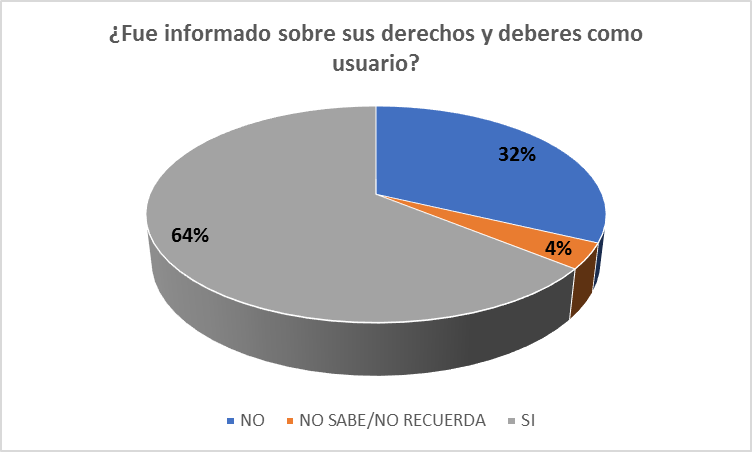 ¿Fue informado sobre sus derechos y deberes como
usuario?
32%
4%
64%
NO
NO SABE/NO RECUERDA
SI